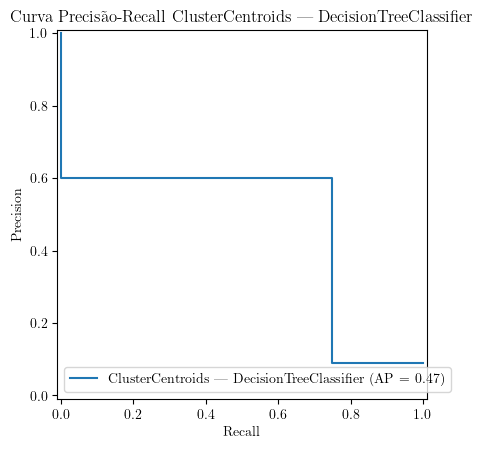 Curva Precisão-Recall ClusterCentroids — DecisionTreeClassifier
1.0
0.8
0.6
0.4
0.2
0.0
Precision
ClusterCentroids — DecisionTreeClassifier (AP = 0.47)
0.0 0.2 0.4 0.6 0.8 1.0
Recall